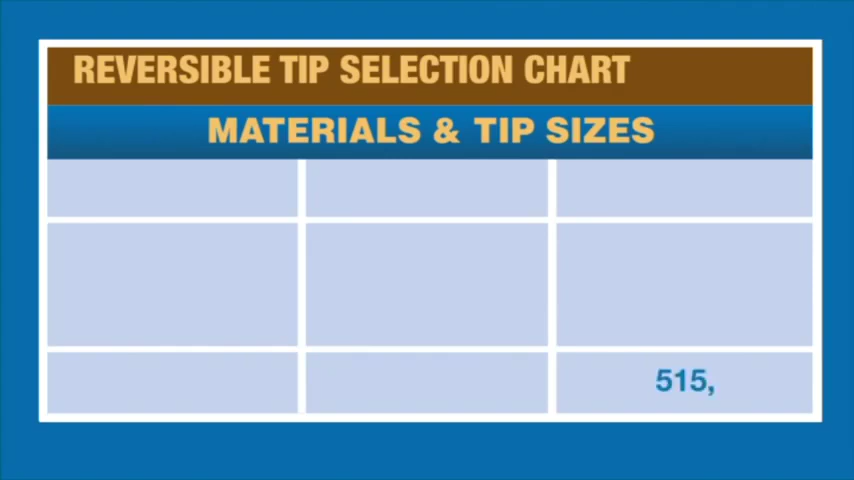 REVERSIBLE TIP SELECTION CHART
MATERIALS & TIP SIZES
515,